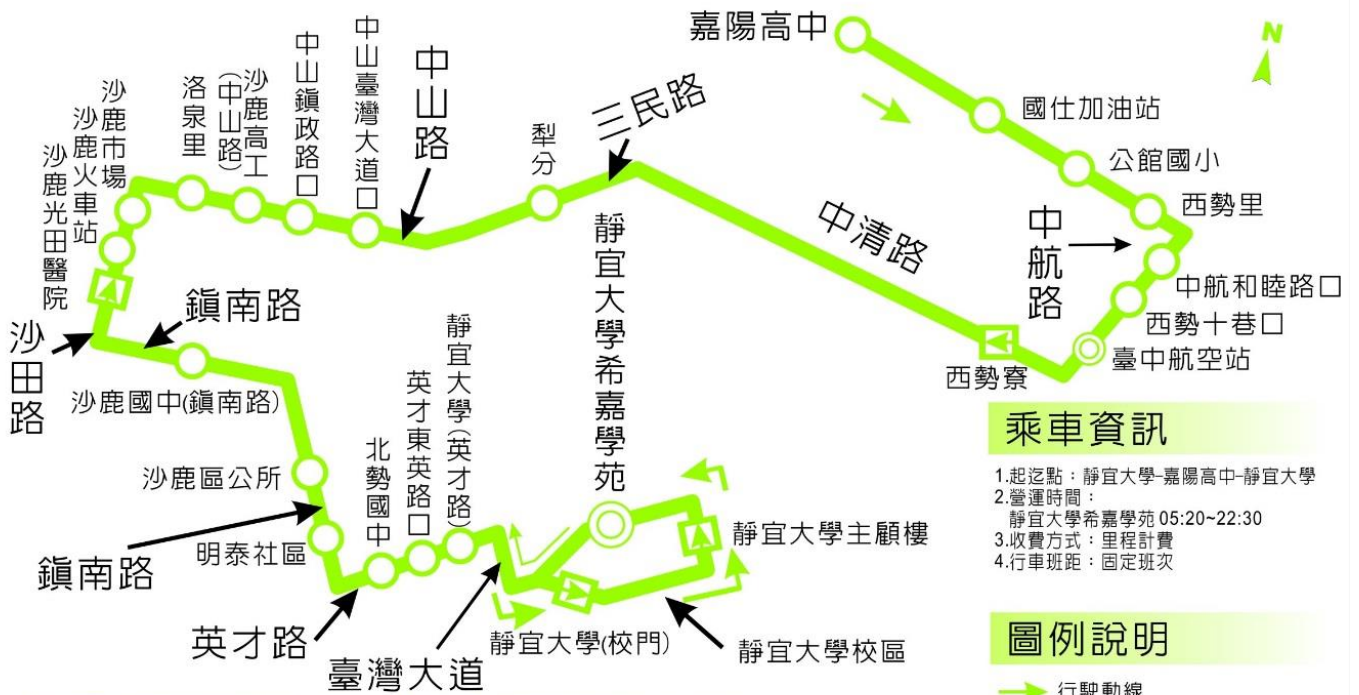 嘉陽高中
N
國仕加油站
公館國小
西勢里
中航路
中航和睦路口
西勢十巷口
臺中航空站
西勢寮
中清路
三民路
犁分
中山路
中山臺灣大道口
中山鎮政路口
沙鹿高工(中山路)
洛泉里
沙鹿市場
沙鹿火車站
沙鹿光田醫院
沙田路
鎮南路
沙鹿國中(鎮南路)
沙鹿區公所
鎮南路
明泰社區
英才路
北勢國中
英才東英路口
靜宜大學(英才路)
臺灣大道
靜宜大學希嘉學苑
靜宜大學主顧樓
靜宜大學(校門)
靜宜大學校區
乘車資訊
1.起迄點：靜宜大學-嘉陽高中-靜宜大學
2.營運時間：
靜宜大學希嘉學苑 05:20~22:30
3.收費方式：里程計費
4.行車班距：固定班次
圖例說明
行駛動線